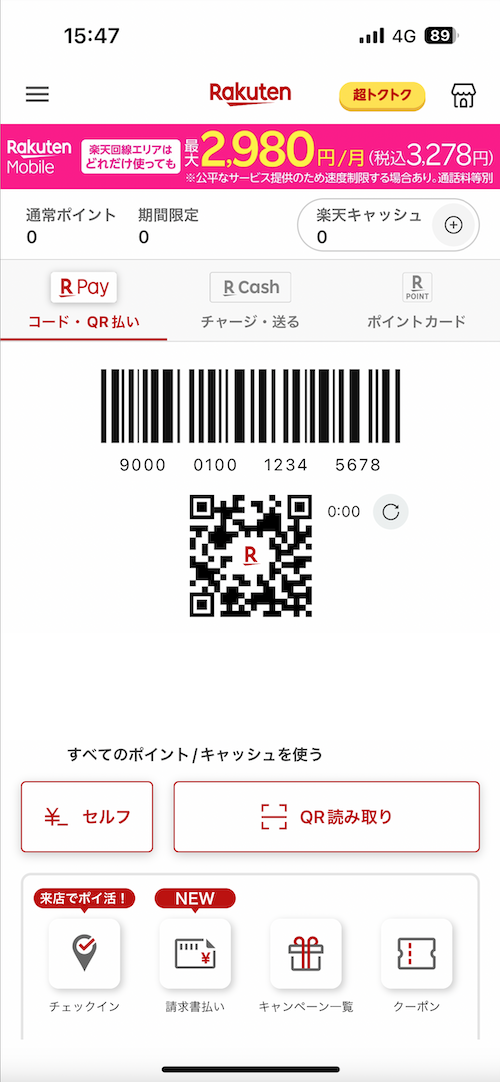 15:47 4G 89
Rakuten 超トクトク
Rakuten Mobile 楽天回線エリアは どれだけ使っても 最大2,980円/月(税込3,278円)
※公平なサービス提供のため速度制限する場合あり。通話料等別
通常ポイント 期間限定 楽天キャッシュ
0 0 0
R Pay R Cash R POINT
コード・QR払い チャージ・送る ポイントカード
9000 0100 1234 5678
R 0:00
すべてのポイント/キャッシュを使う
セルフ QR読み取り
来店でポイ活！ NEW
チェックイン 請求書払い キャンペーン一覧 クーポン